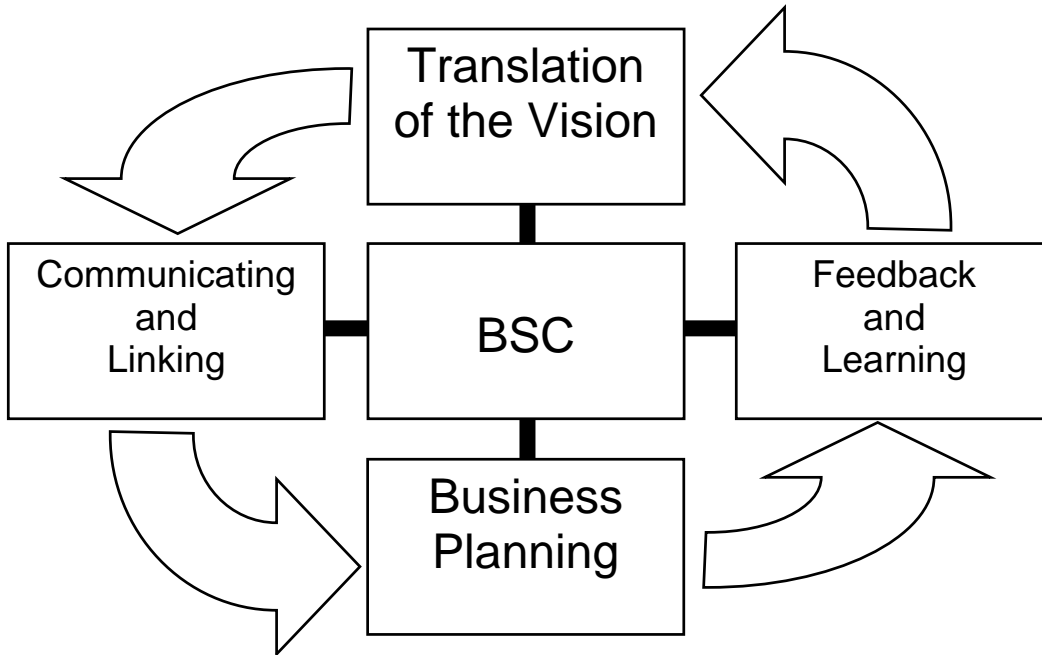 Translation
of the Vision
Communicating
and
Linking
BSC
Feedback
and
Learning
Business
Planning